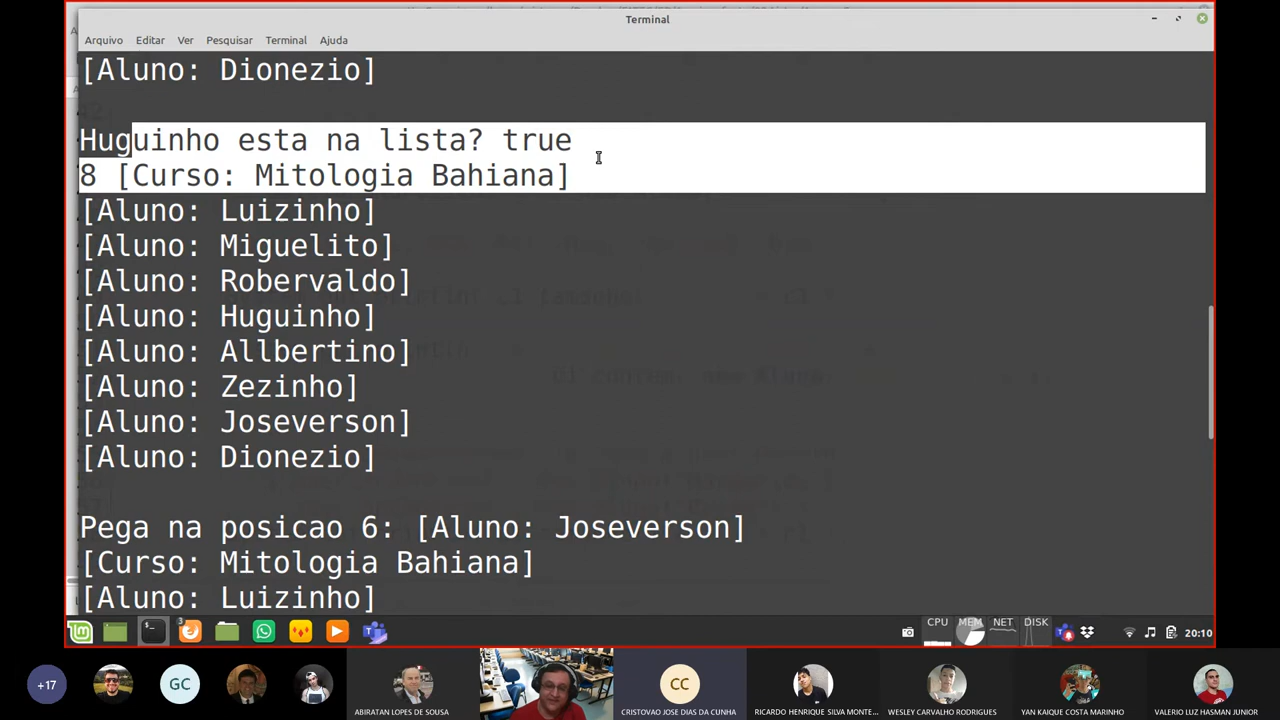 Terminal
Arquivo Editar Ver Pesquisar Terminal Ajuda
[Aluno: Dionezio]
Huguinho esta na lista? true
8 [Curso: Mitologia Bahiana]
[Aluno: Luizinho]
[Aluno: Miguelito]
[Aluno: Robervaldo]
[Aluno: Huguinho]
[Aluno: Allbertino]
[Aluno: Zezinho]
[Aluno: Joseverson]
[Aluno: Dionezio]
Pega na posicao 6: [Aluno: Joseverson]
[Curso: Mitologia Bahiana]
[Aluno: Luizinho]
3
CPU MEM NET DISK
20:10
+17
GC
CC
ABIRATAN LOPES DE SOUSA
CRISTOVAO JOSE DIAS DA CUNHA
RICARDO HENRIQUE SILVA MONTE...
WESLEY CARVALHO RODRIGUES
YAN KAIQUE COSTA MARINHO
VALERIO LUZ HASMAN JUNIOR